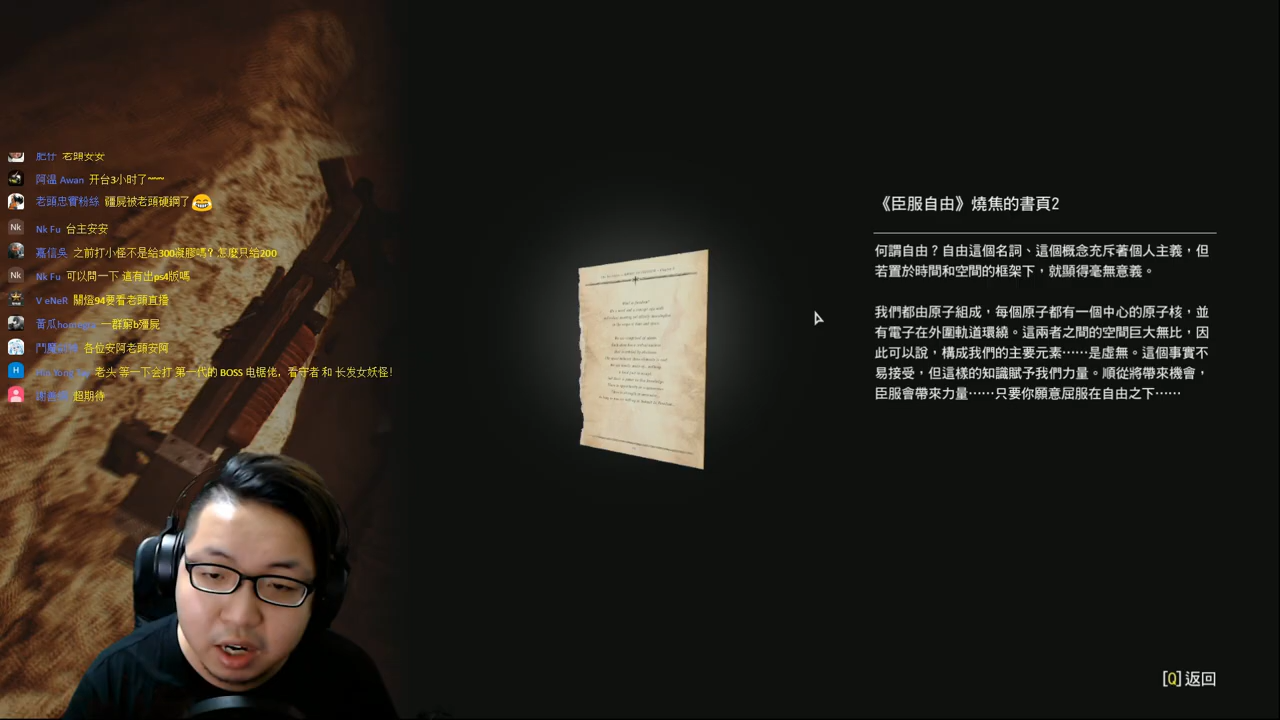 老頭安安
阿温 Awan 开台3小时了~~~
老頭忠實粉絲 殭屍被老頭硬鋼了😂
Nk Nk Fu 台主安安
嘉信吳 之前打小怪不是給300凝膠嗎? 怎麼只給200
Nk Nk Fu 可以問一下 這有出ps4版嗎
V eNeR 關燈94要看老頭直播
黃瓜 一群窮b殭屍
各位安阿老頭安阿
H 老头 等一下会打 第一代的 BOSS 电锯佬、看守者 和 长发女妖怪!
超期待
《臣服自由》燒焦的書頁2
何謂自由？自由這個名詞、這個概念充斥著個人主義，但
若置於時間和空間的框架下，就顯得毫無意義。
我們都由原子組成，每個原子都有一個中心的原子核，並
有電子在外圍軌道環繞。這兩者之間的空間巨大無比，因
此可以說，構成我們的主要元素……是虛無。這個事實不
易接受，但這樣的知識賦予我們力量。順從將帶來機會，
臣服會帶來力量……只要你願意屈服在自由之下……
[Q] 返回